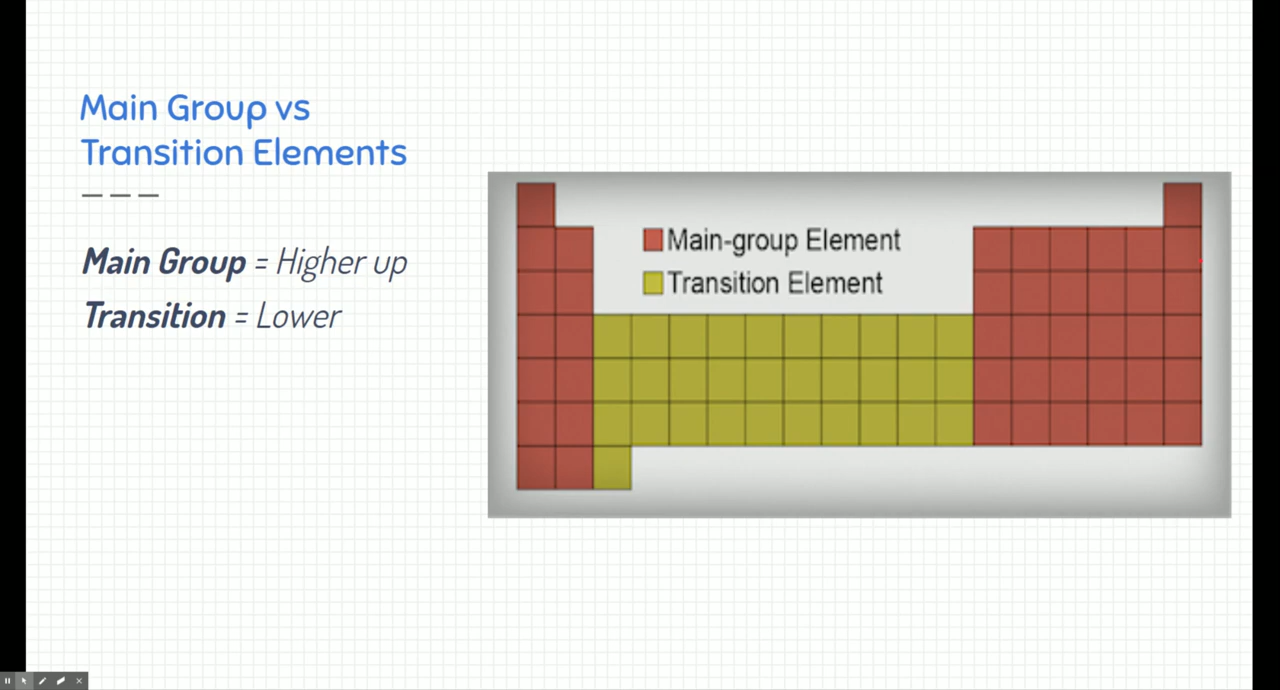 Main Group vs
Transition Elements
Main Group = Higher up
Transition = Lower
Main-group Element
Transition Element